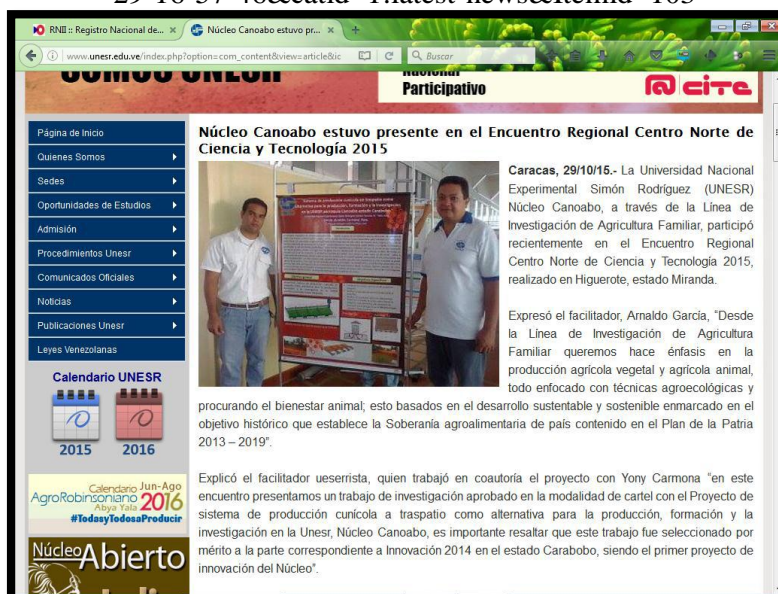 29-18-57-46&catid=1:latest-news&Itemid=163
RNII :: Registro Nacional de...
Núcleo Canoabo estuvo pr...
www.unesr.edu.ve/index.php?option=com_content&view=article&ic
Buscar
SOMOS UNESR
Nacional
Participativo
cite
Página de Inicio
Quienes Somos
Sedes
Oportunidades de Estudios
Admisión
Procedimientos Unesr
Comunicados Oficiales
Noticias
Publicaciones Unesr
Leyes Venezolanas
Calendario UNESR
2015 2016
Calendario Jun-Ago
AgroRobinsoniano 2016
Abya Yala
#TodasyTodosaProducir
NúcleoAbierto
Núcleo Canoabo estuvo presente en el Encuentro Regional Centro Norte de
Ciencia y Tecnología 2015
Caracas, 29/10/15.- La Universidad Nacional
Experimental Simón Rodríguez (UNESR)
Núcleo Canoabo, a través de la Línea de
Investigación de Agricultura Familiar, participó
recientemente en el Encuentro Regional
Centro Norte de Ciencia y Tecnología 2015,
realizado en Higuerote, estado Miranda.
Expresó el facilitador, Arnaldo García, "Desde
la Línea de Investigación de Agricultura
Familiar queremos hace énfasis en la
producción agrícola vegetal y agrícola animal,
todo enfocado con técnicas agroecológicas y
procurando el bienestar animal; esto basados en el desarrollo sustentable y sostenible enmarcado en el
objetivo histórico que establece la Soberanía agroalimentaria de país contenido en el Plan de la Patria
2013 – 2019".
Explicó el facilitador ueserrista, quien trabajó en coautoría el proyecto con Yony Carmona "en este
encuentro presentamos un trabajo de investigación aprobado en la modalidad de cartel con el Proyecto de
sistema de producción cunícola a traspatio como alternativa para la producción, formación y la
investigación en la Unesr, Núcleo Canoabo, es importante resaltar que este trabajo fue seleccionado por
mérito a la parte correspondiente a Innovación 2014 en el estado Carabobo, siendo el primer proyecto de
innovación del Núcleo".